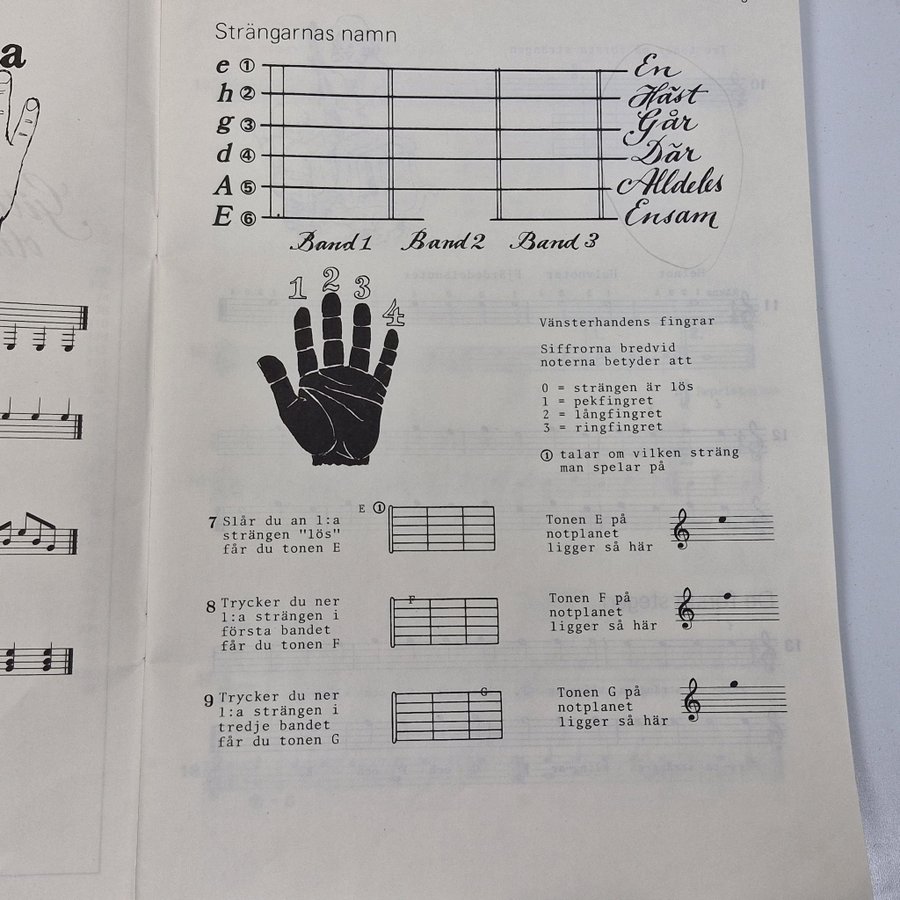 a
Strängarnas namn
e ① En
h ② Häst
g ③ Går
d ④ Där
A ⑤ Alldeles
E ⑥ Ensam
Band 1 Band 2 Band 3
1 2 3 4
Vänsterhandens fingrar
Siffrorna bredvid
noterna betyder att
0 = strängen är lös
1 = pekfingret
2 = långfingret
3 = ringfingret
① talar om vilken sträng
man spelar på
7 Slår du an 1:a
strängen "lös"
får du tonen E
E ①
Tonen E på
notplanet
ligger så här
8 Trycker du ner
1:a strängen i
första bandet
får du tonen F
F
Tonen F på
notplanet
ligger så här
9 Trycker du ner
1:a strängen i
tredje bandet
får du tonen G
G
Tonen G på
notplanet
ligger så här